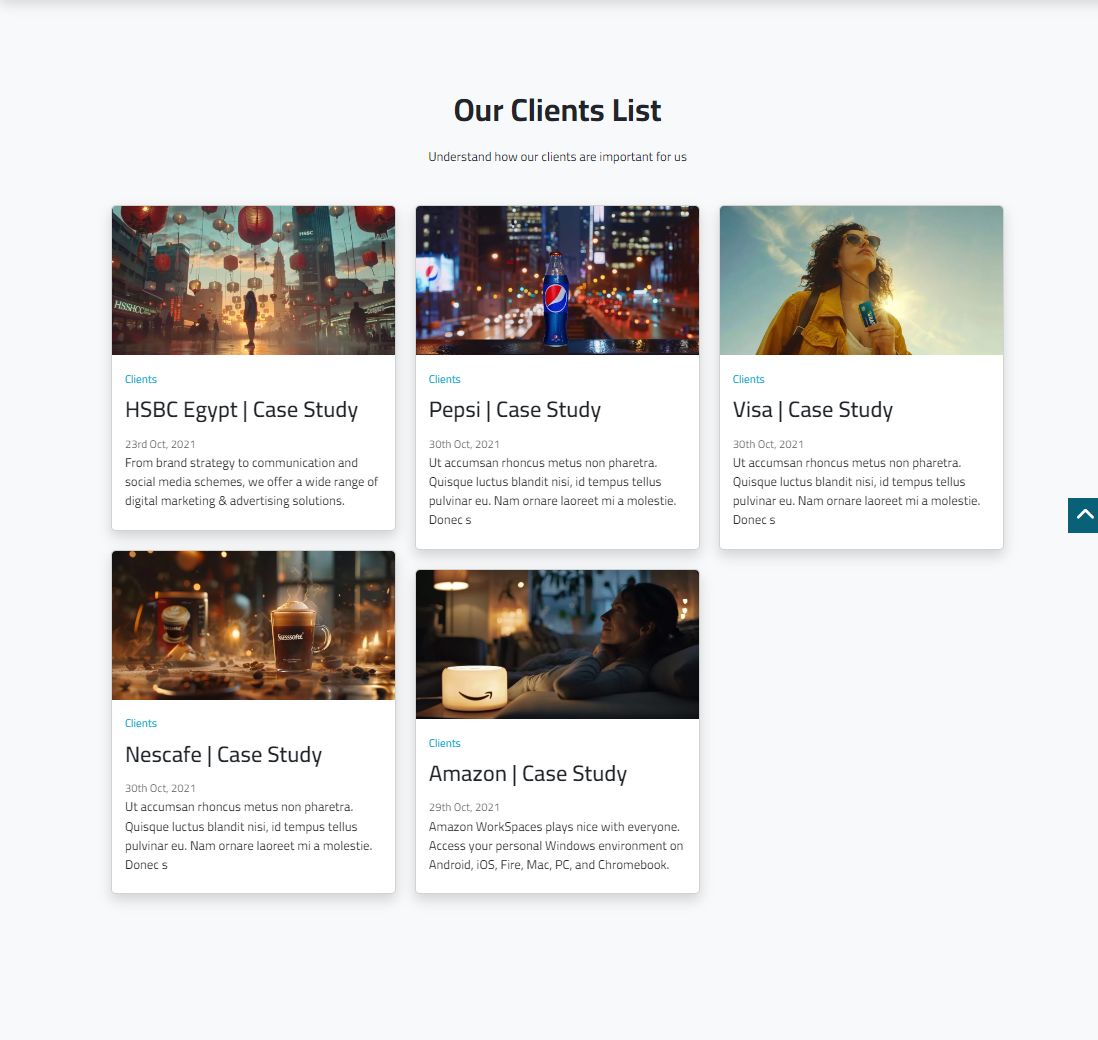 Our Clients List
Understand how our clients are important for us
HSBC
HSSHCC
Clients
HSBC Egypt | Case Study
23rd Oct, 2021
From brand strategy to communication and
social media schemes, we offer a wide range of
digital marketing & advertising solutions.
Clients
Pepsi | Case Study
30th Oct, 2021
Ut accumsan rhoncus metus non pharetra.
Quisque luctus blandit nisi, id tempus tellus
pulvinar eu. Nam ornare laoreet mi a molestie.
Donec s
VISA
Clients
Visa | Case Study
30th Oct, 2021
Ut accumsan rhoncus metus non pharetra.
Quisque luctus blandit nisi, id tempus tellus
pulvinar eu. Nam ornare laoreet mi a molestie.
Donec s
Clients
Nescafe | Case Study
30th Oct, 2021
Ut accumsan rhoncus metus non pharetra.
Quisque luctus blandit nisi, id tempus tellus
pulvinar eu. Nam ornare laoreet mi a molestie.
Donec s
Clients
Amazon | Case Study
29th Oct, 2021
Amazon WorkSpaces plays nice with everyone.
Access your personal Windows environment on
Android, iOS, Fire, Mac, PC, and Chromebook.